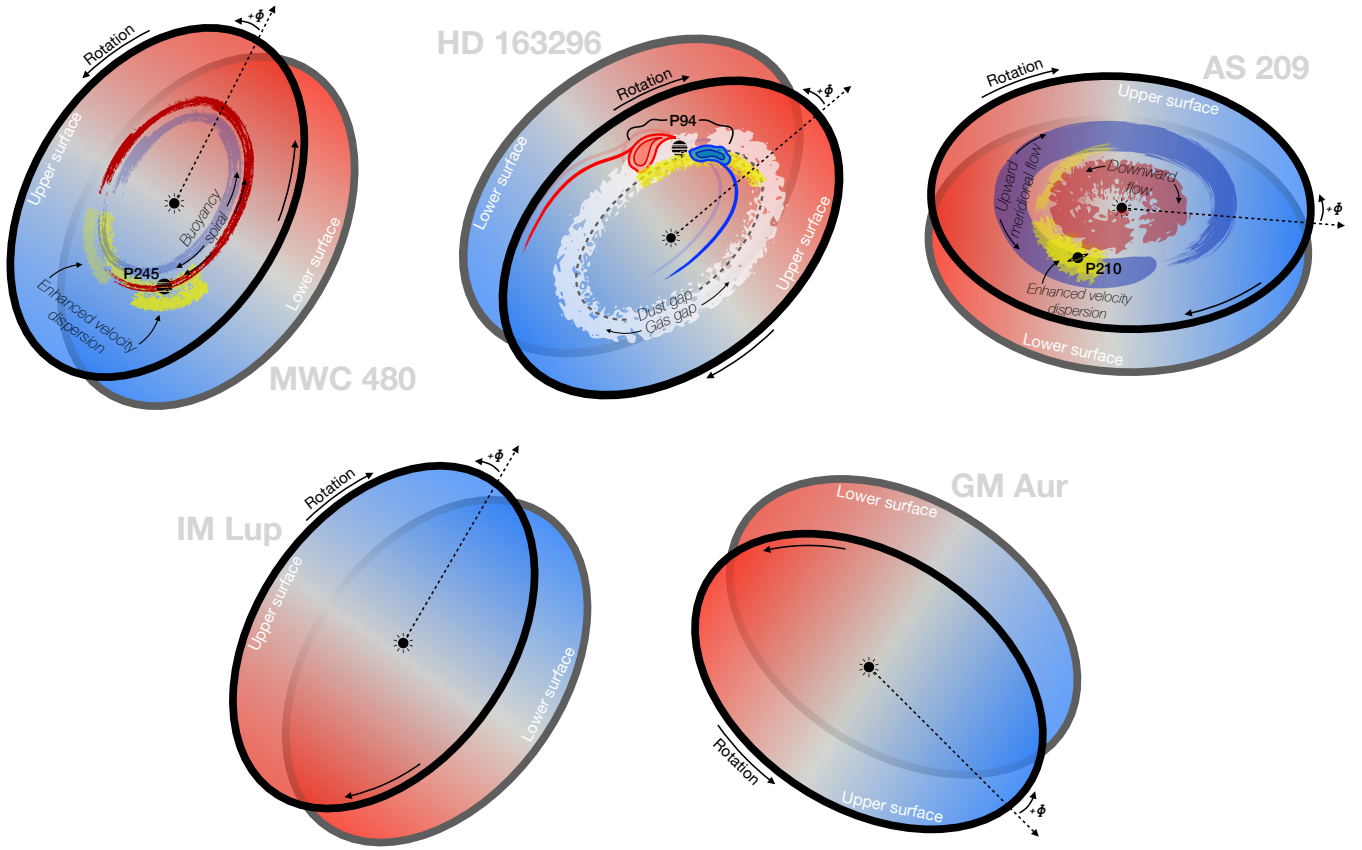 +Φ
Rotation
Upper surface
Buoyancy
spiral
P245
Enhanced velocity
dispersion
Lower surface
MWC 480
HD 163296
+Φ
Rotation
P94
Lower surface
Upper surface
Dust gap
Gas gap
AS 209
Rotation
Upper surface
Upward
meridional flow
Downward
flow
+Φ
P210
Enhanced velocity
dispersion
Lower surface
+Φ
Rotation
IM Lup
Upper surface
Lower surface
GM Aur
Lower surface
Rotation
Upper surface
+Φ